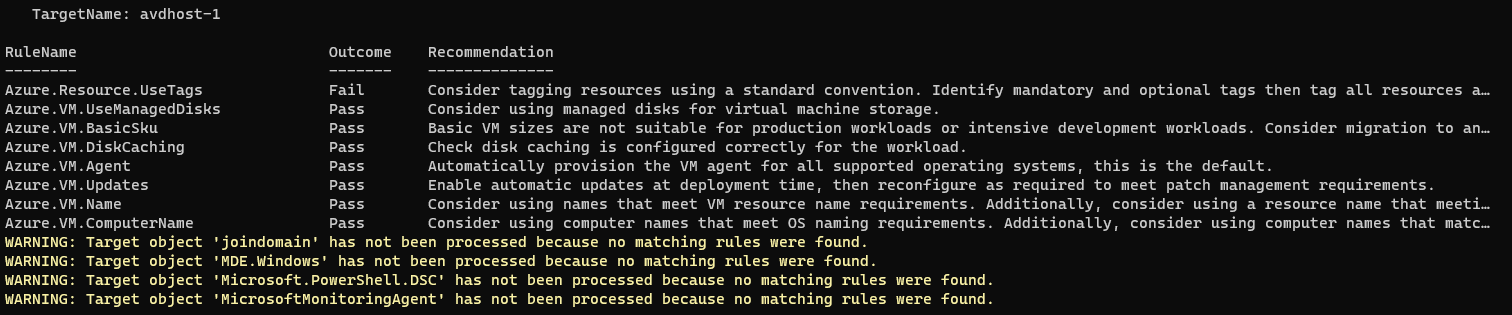 TargetName: avdhost-1
RuleName Outcome Recommendation
-------- ------- --------------
Azure.Resource.UseTags Fail Consider tagging resources using a standard convention. Identify mandatory and optional tags then tag all resources a…
Azure.VM.UseManagedDisks Pass Consider using managed disks for virtual machine storage.
Azure.VM.BasicSku Pass Basic VM sizes are not suitable for production workloads or intensive development workloads. Consider migration to an…
Azure.VM.DiskCaching Pass Check disk caching is configured correctly for the workload.
Azure.VM.Agent Pass Automatically provision the VM agent for all supported operating systems, this is the default.
Azure.VM.Updates Pass Enable automatic updates at deployment time, then reconfigure as required to meet patch management requirements.
Azure.VM.Name Pass Consider using names that meet VM resource name requirements. Additionally, consider using a resource name that meeti…
Azure.VM.ComputerName Pass Consider using computer names that meet OS naming requirements. Additionally, consider using computer names that matc…
WARNING: Target object 'joindomain' has not been processed because no matching rules were found.
WARNING: Target object 'MDE.Windows' has not been processed because no matching rules were found.
WARNING: Target object 'Microsoft.PowerShell.DSC' has not been processed because no matching rules were found.
WARNING: Target object 'MicrosoftMonitoringAgent' has not been processed because no matching rules were found.